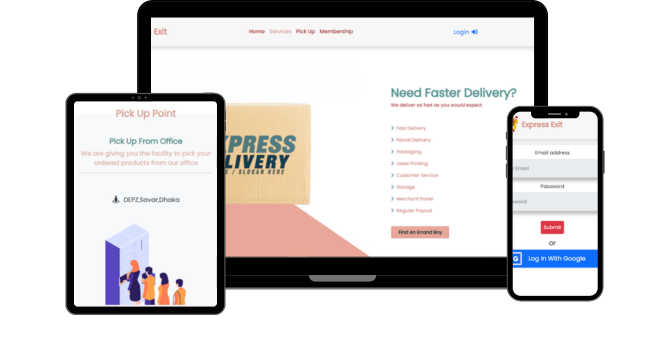 Exit
Home Services Pick Up Membership
Login
Need Faster Delivery?
We deliver as fast as you would expect
Fast Delivery
Parcel Delivery
Packaging
Label Printing
Customer Service
Storage
Merchant Panel
Regular Payout
Find An Errand Boy
XPRESS
LIVERY
/ SLOGAN HERE
Pick Up Point
Pick Up From Office
We are giving you the facility to pick your
ordered products from our office
DEPZ,Savar,Dhaka
Express Exit
Email address
Email
Password
sword
Submit
or
G Log In With Google